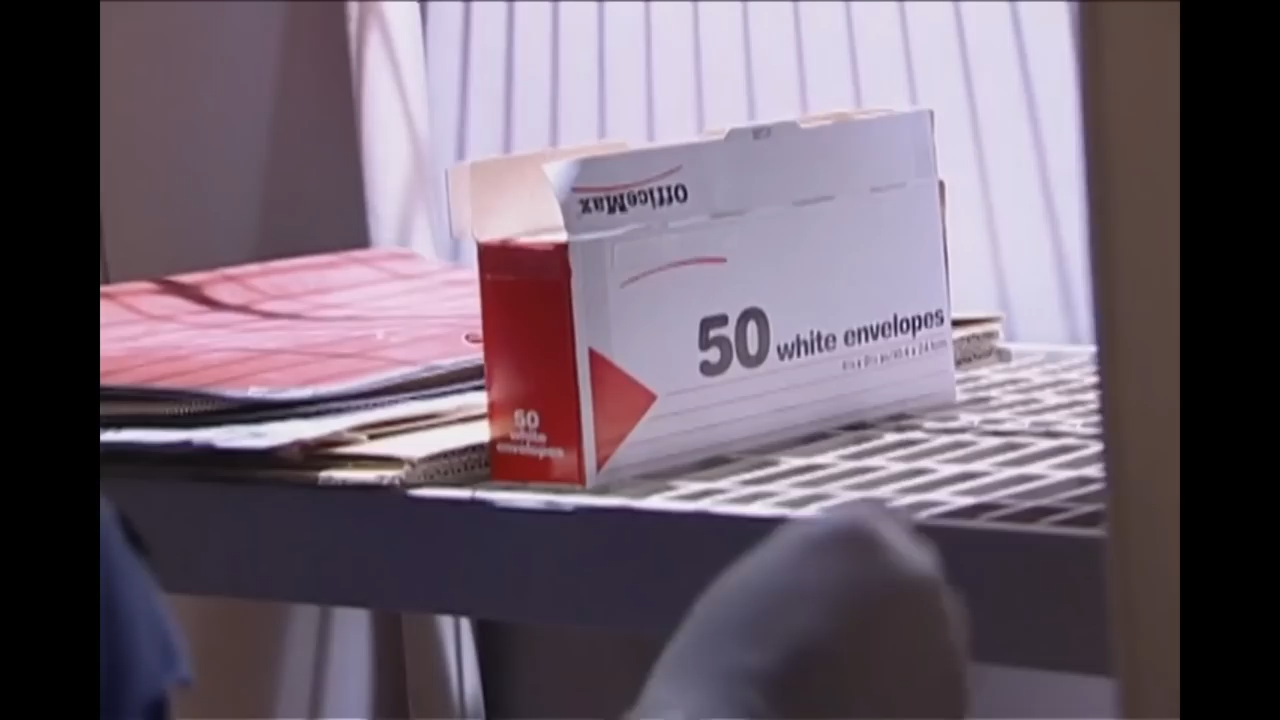 OfficeMax
50 white envelopes
50
white
envelopes